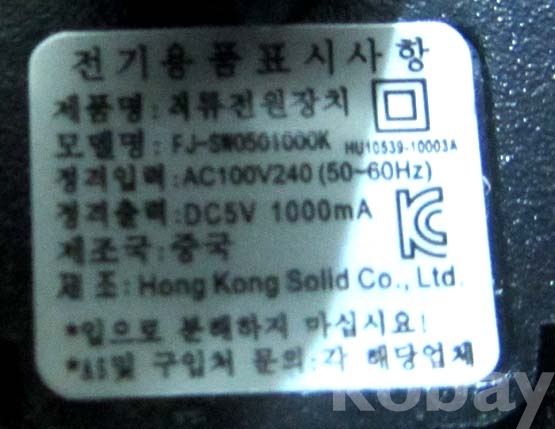 전기용품표시사항
제품명:직류전원장치
모델명: FJ-SW0501000K HU10539-10003A
정격입력:AC100V240 (50~60Hz)
정격출력:DC5V 1000mA
제조국:중국
제 조: Hong Kong Solid Co., Ltd.
*임으로 분해하지 마십시요!
*AS및 구입처 문의:각 해당업체
Kobay